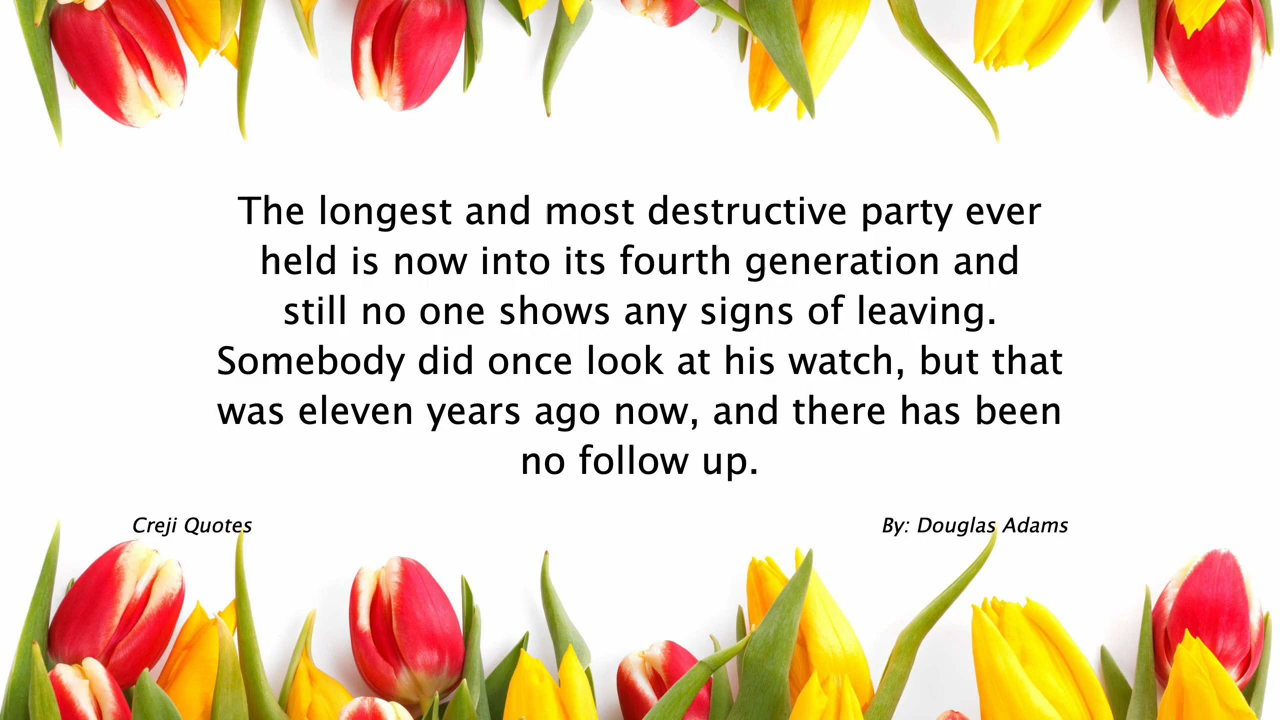 The longest and most destructive party ever
held is now into its fourth generation and
still no one shows any signs of leaving.
Somebody did once look at his watch, but that
was eleven years ago now, and there has been
no follow up.
Creji Quotes
By: Douglas Adams